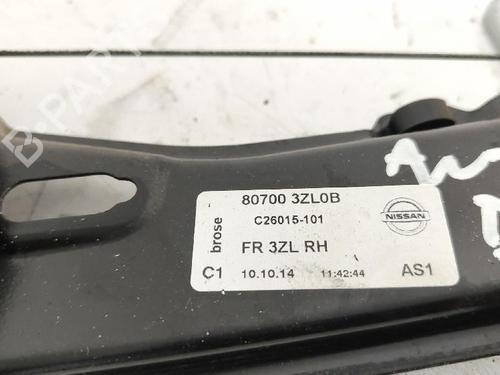 80700 3ZL0B
brose
C26015-101
NISSAN
FR 3ZL RH
C1 10.10.14 11:42:44 AS1